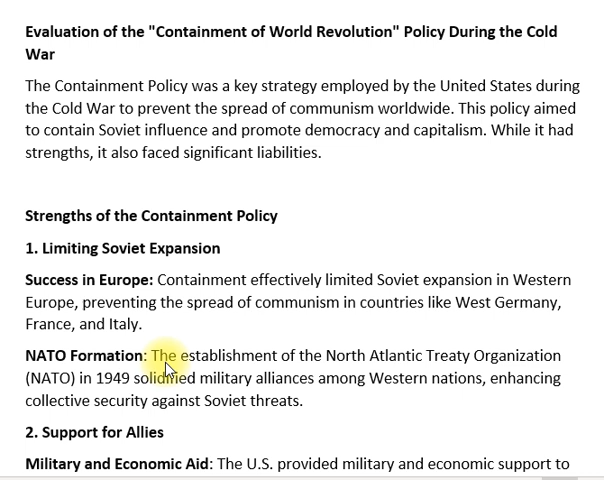 Evaluation of the "Containment of World Revolution" Policy During the Cold
War
The Containment Policy was a key strategy employed by the United States during
the Cold War to prevent the spread of communism worldwide. This policy aimed
to contain Soviet influence and promote democracy and capitalism. While it had
strengths, it also faced significant liabilities.
Strengths of the Containment Policy
1. Limiting Soviet Expansion
Success in Europe: Containment effectively limited Soviet expansion in Western
Europe, preventing the spread of communism in countries like West Germany,
France, and Italy.
NATO Formation: The establishment of the North Atlantic Treaty Organization
(NATO) in 1949 solidified military alliances among Western nations, enhancing
collective security against Soviet threats.
2. Support for Allies
Military and Economic Aid: The U.S. provided military and economic support to